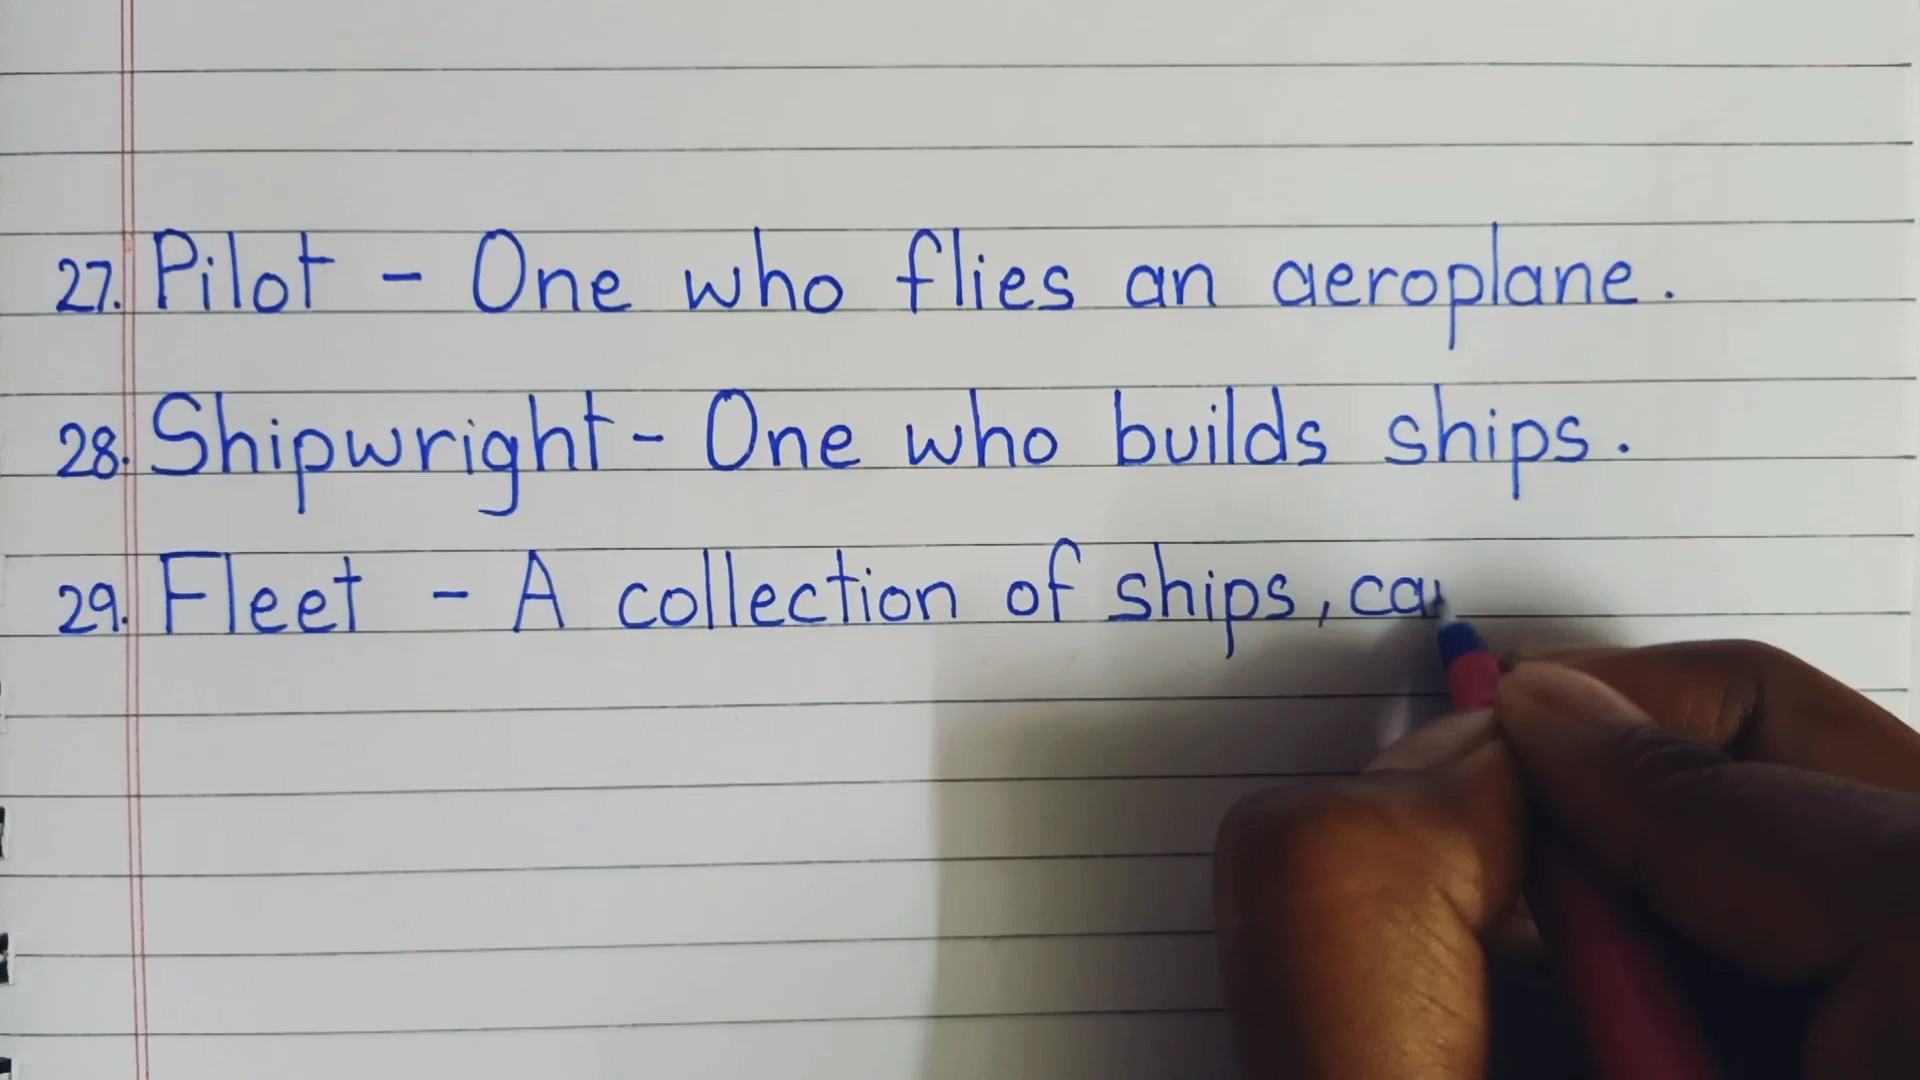 27. Pilot - One who flies an aeroplane.
28. Shipwright - One who builds ships.
29. Fleet - A collection of ships,